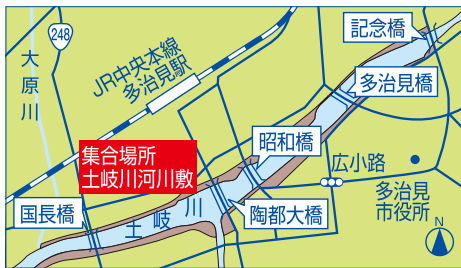 248
大原川
JR中央本線
多治見駅
記念橋
多治見橋
昭和橋
集合場所
土岐川河川敷
広小路
多治見
市役所
国長橋
土岐川
陶都大橋
N